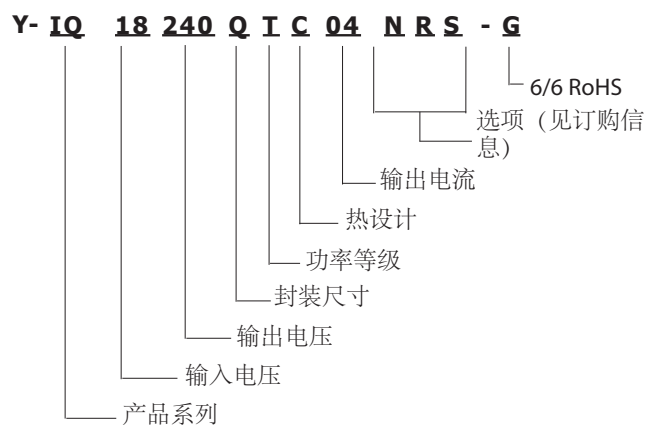 Y- IQ 18 240 Q T C 04 N R S - G
6/6 RoHS
选项（见订购信
息）
输出电流
热设计
功率等级
封装尺寸
输出电压
输入电压
产品系列